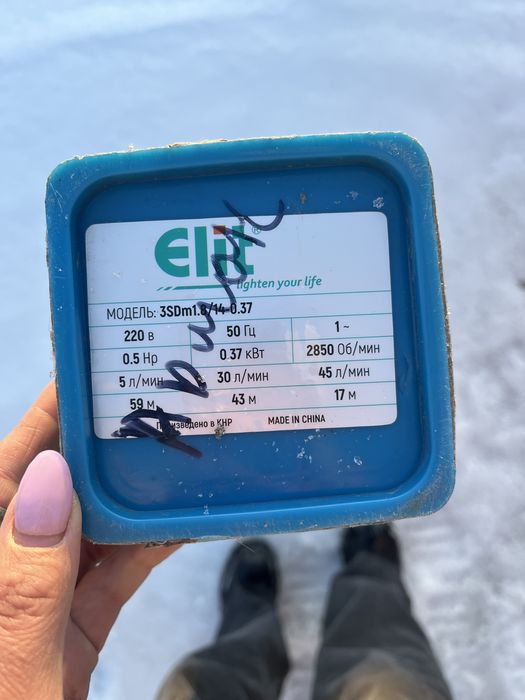 Elit®
lighten your life
МОДЕЛЬ: 3SDm1.8/14-0.37
220 в 50 Гц 1 ~
0.5 Hp 0.37 кВт 2850 Об/мин
5 л/мин 30 л/мин 45 л/мин
59 м 43 м 17 м
Произведено в КНР MADE IN CHINA